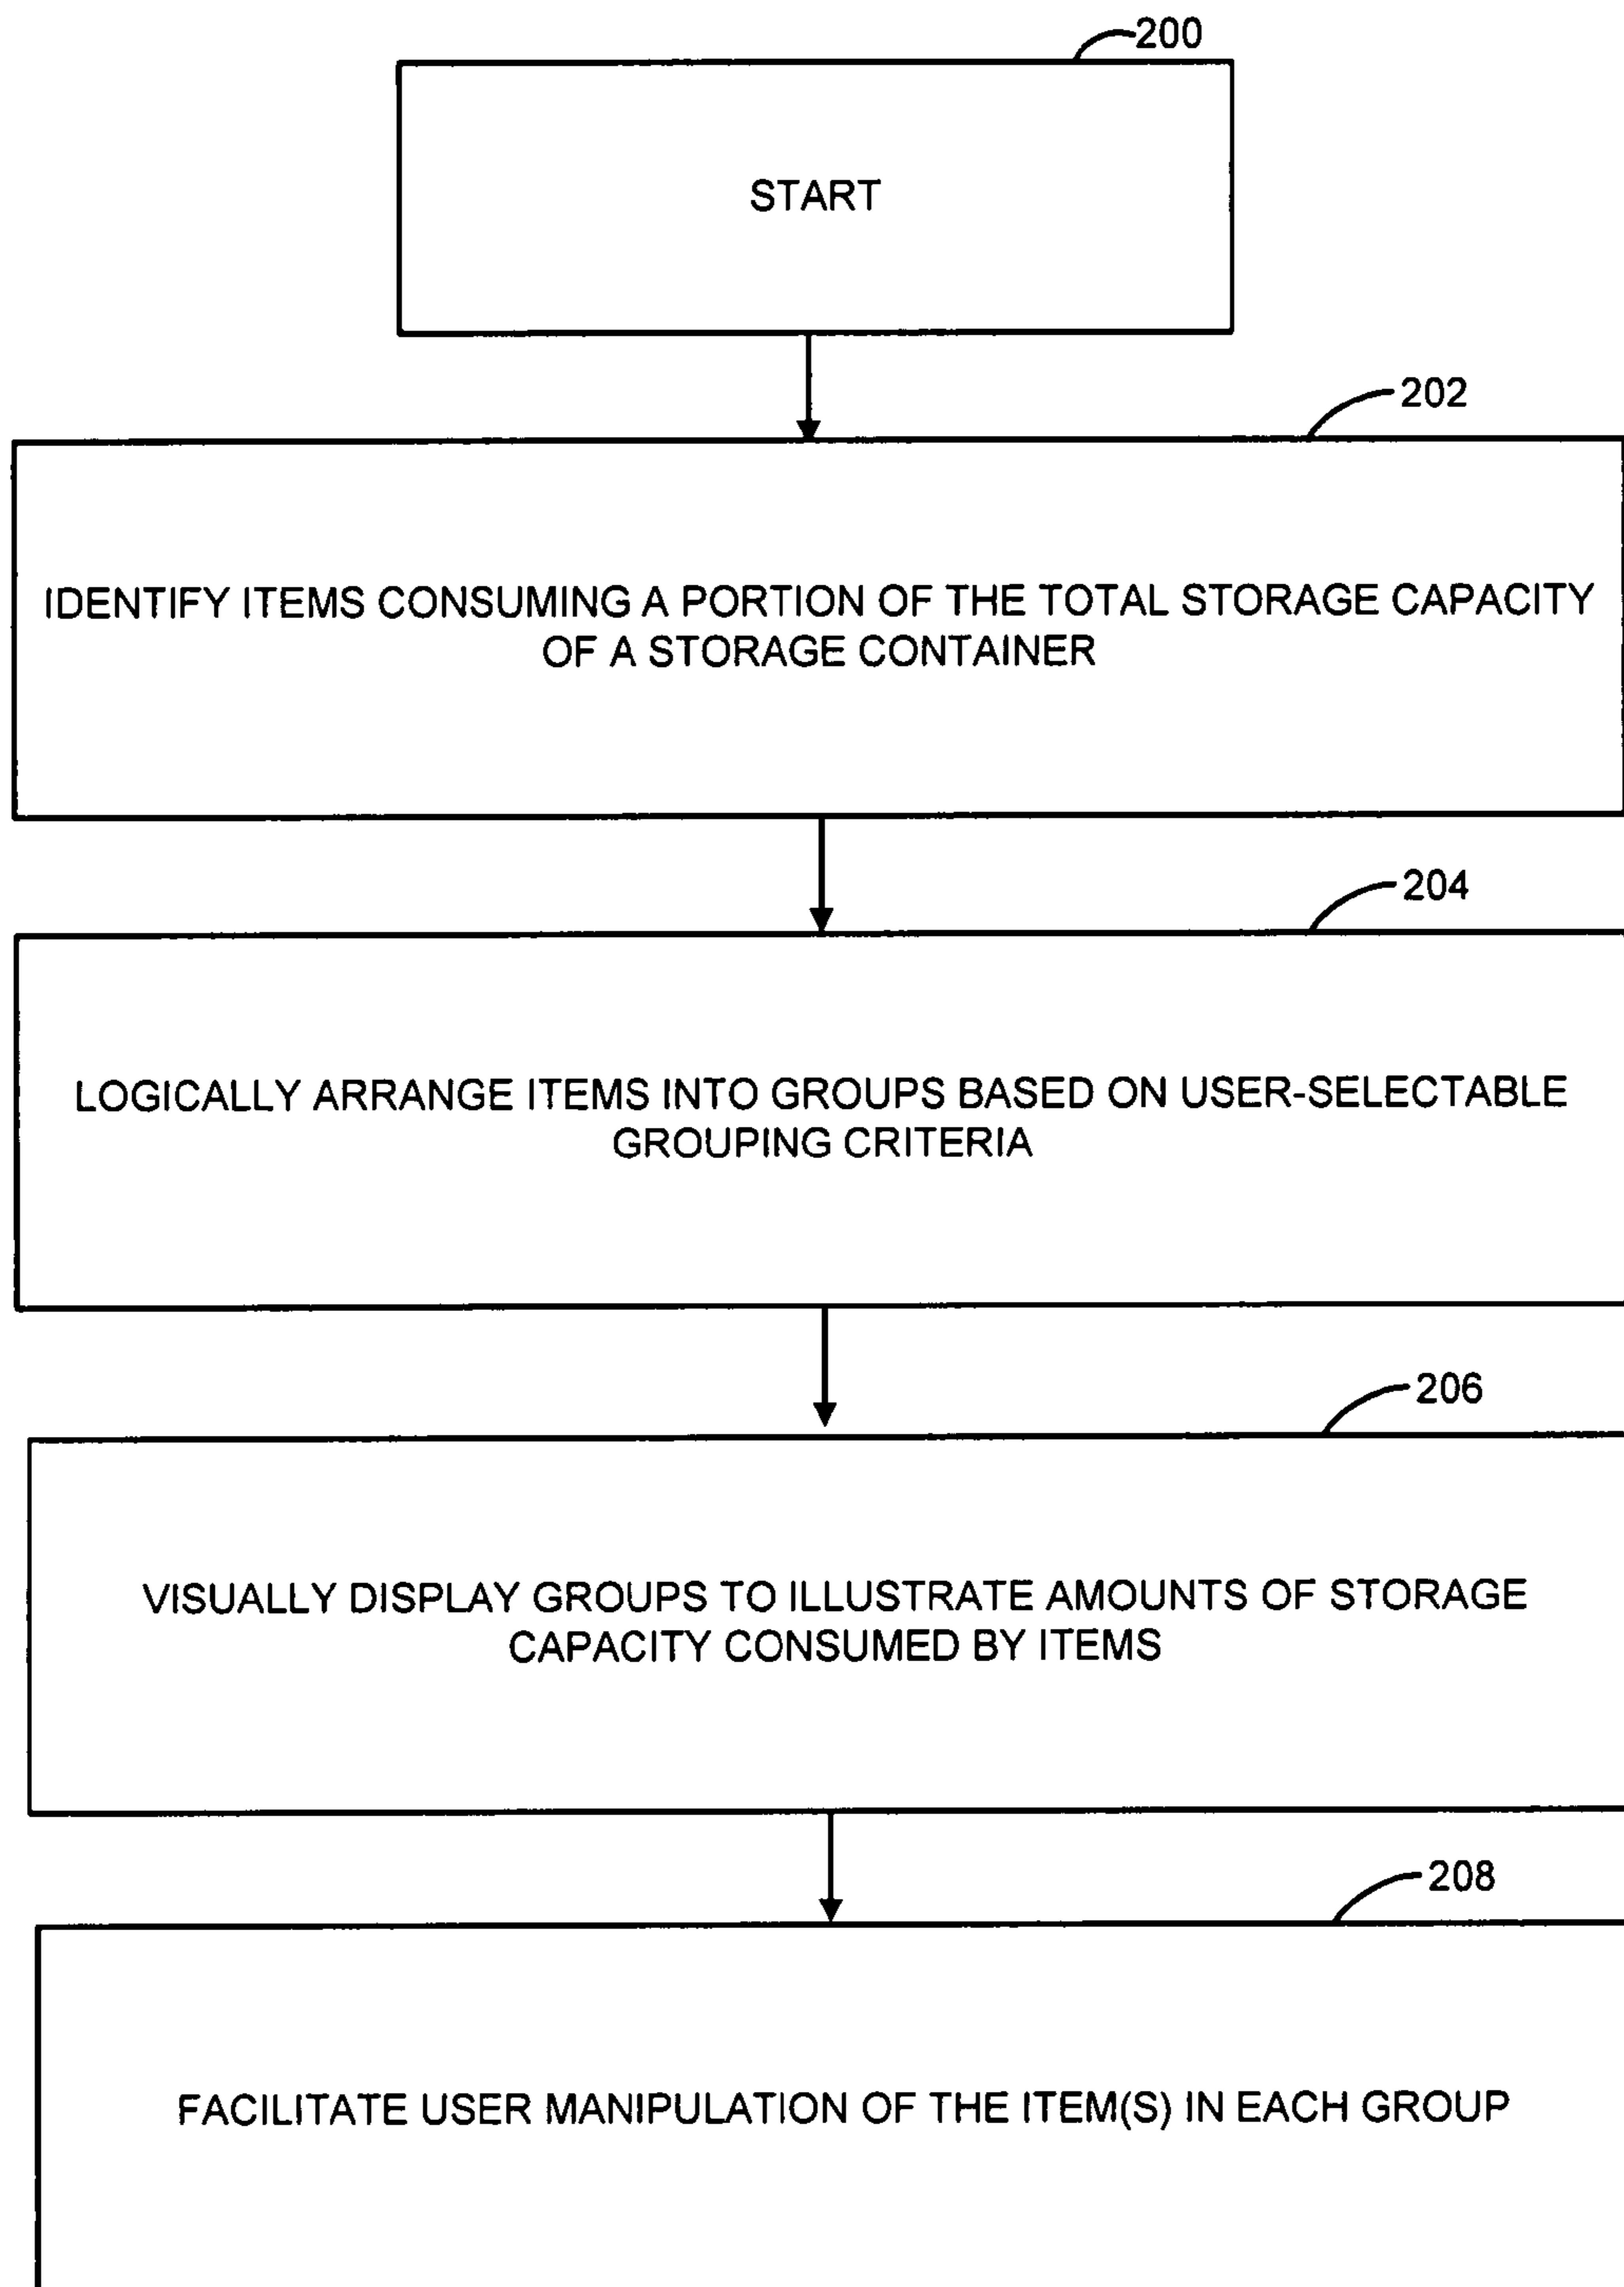 200
START
202
IDENTIFY ITEMS CONSUMING A PORTION OF THE TOTAL STORAGE CAPACITY
OF A STORAGE CONTAINER
204
LOGICALLY ARRANGE ITEMS INTO GROUPS BASED ON USER-SELECTABLE
GROUPING CRITERIA
206
VISUALLY DISPLAY GROUPS TO ILLUSTRATE AMOUNTS OF STORAGE
CAPACITY CONSUMED BY ITEMS
208
FACILITATE USER MANIPULATION OF THE ITEM(S) IN EACH GROUP